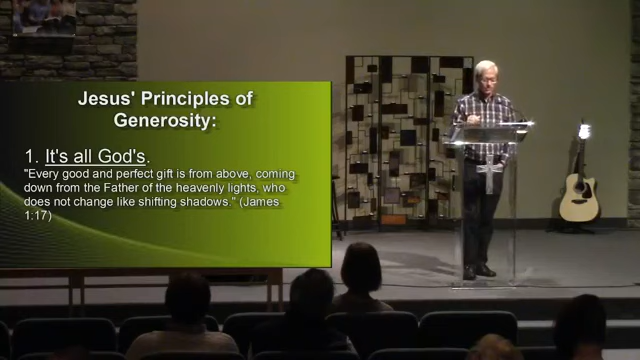 Jesus' Principles of
Generosity:
1. It's all God's.
"Every good and perfect gift is from above, coming
down from the Father of the heavenly lights, who
does not change like shifting shadows." (James
1:17)